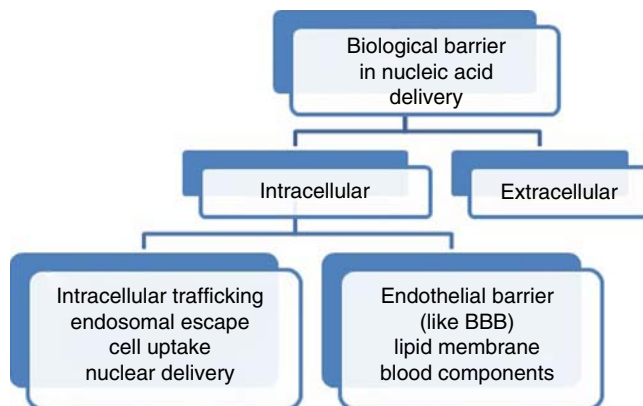 Biological barrier
in nucleic acid
delivery
Intracellular
Extracellular
Intracellular trafficking
endosomal escape
cell uptake
nuclear delivery
Endothelial barrier
(like BBB)
lipid membrane
blood components